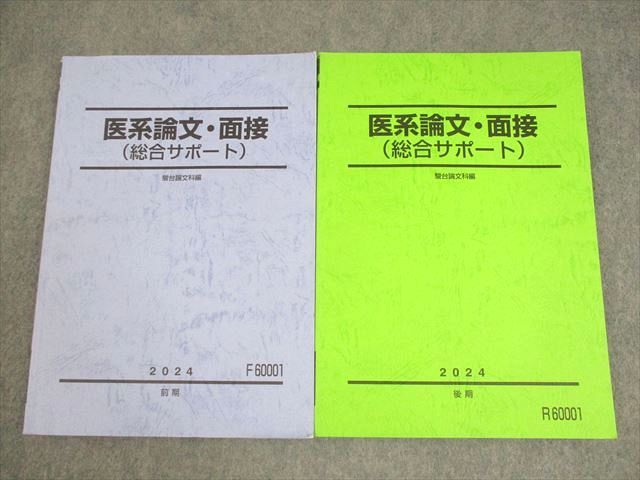 医系論文・面接
(総合サポート)
駿台論文科編
2024
F60001
前期
医系論文・面接
(総合サポート)
駿台論文科編
2024
後期
R60001